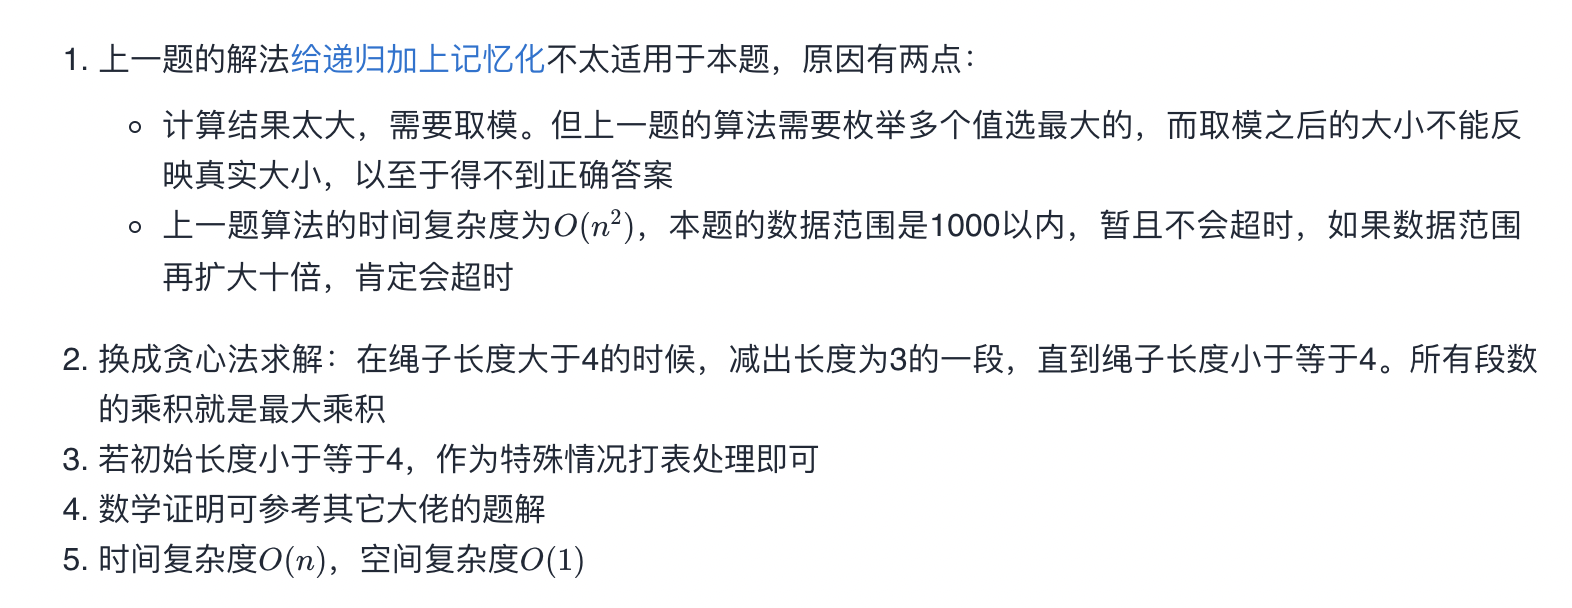 1. 上一题的解法给递归加上记忆化不太适用于本题，原因有两点：
计算结果太大，需要取模。但上一题的算法需要枚举多个值选最大的，而取模之后的大小不能反
映真实大小，以至于得不到正确答案
上一题算法的时间复杂度为O(n²)，本题的数据范围是1000以内，暂且不会超时，如果数据范围
再扩大十倍，肯定会超时
2. 换成贪心法求解：在绳子长度大于4的时候，减出长度为3的一段，直到绳子长度小于等于4。所有段数
的乘积就是最大乘积
3. 若初始长度小于等于4，作为特殊情况打表处理即可
4. 数学证明可参考其它大佬的题解
5. 时间复杂度O(n)，空间复杂度O(1)